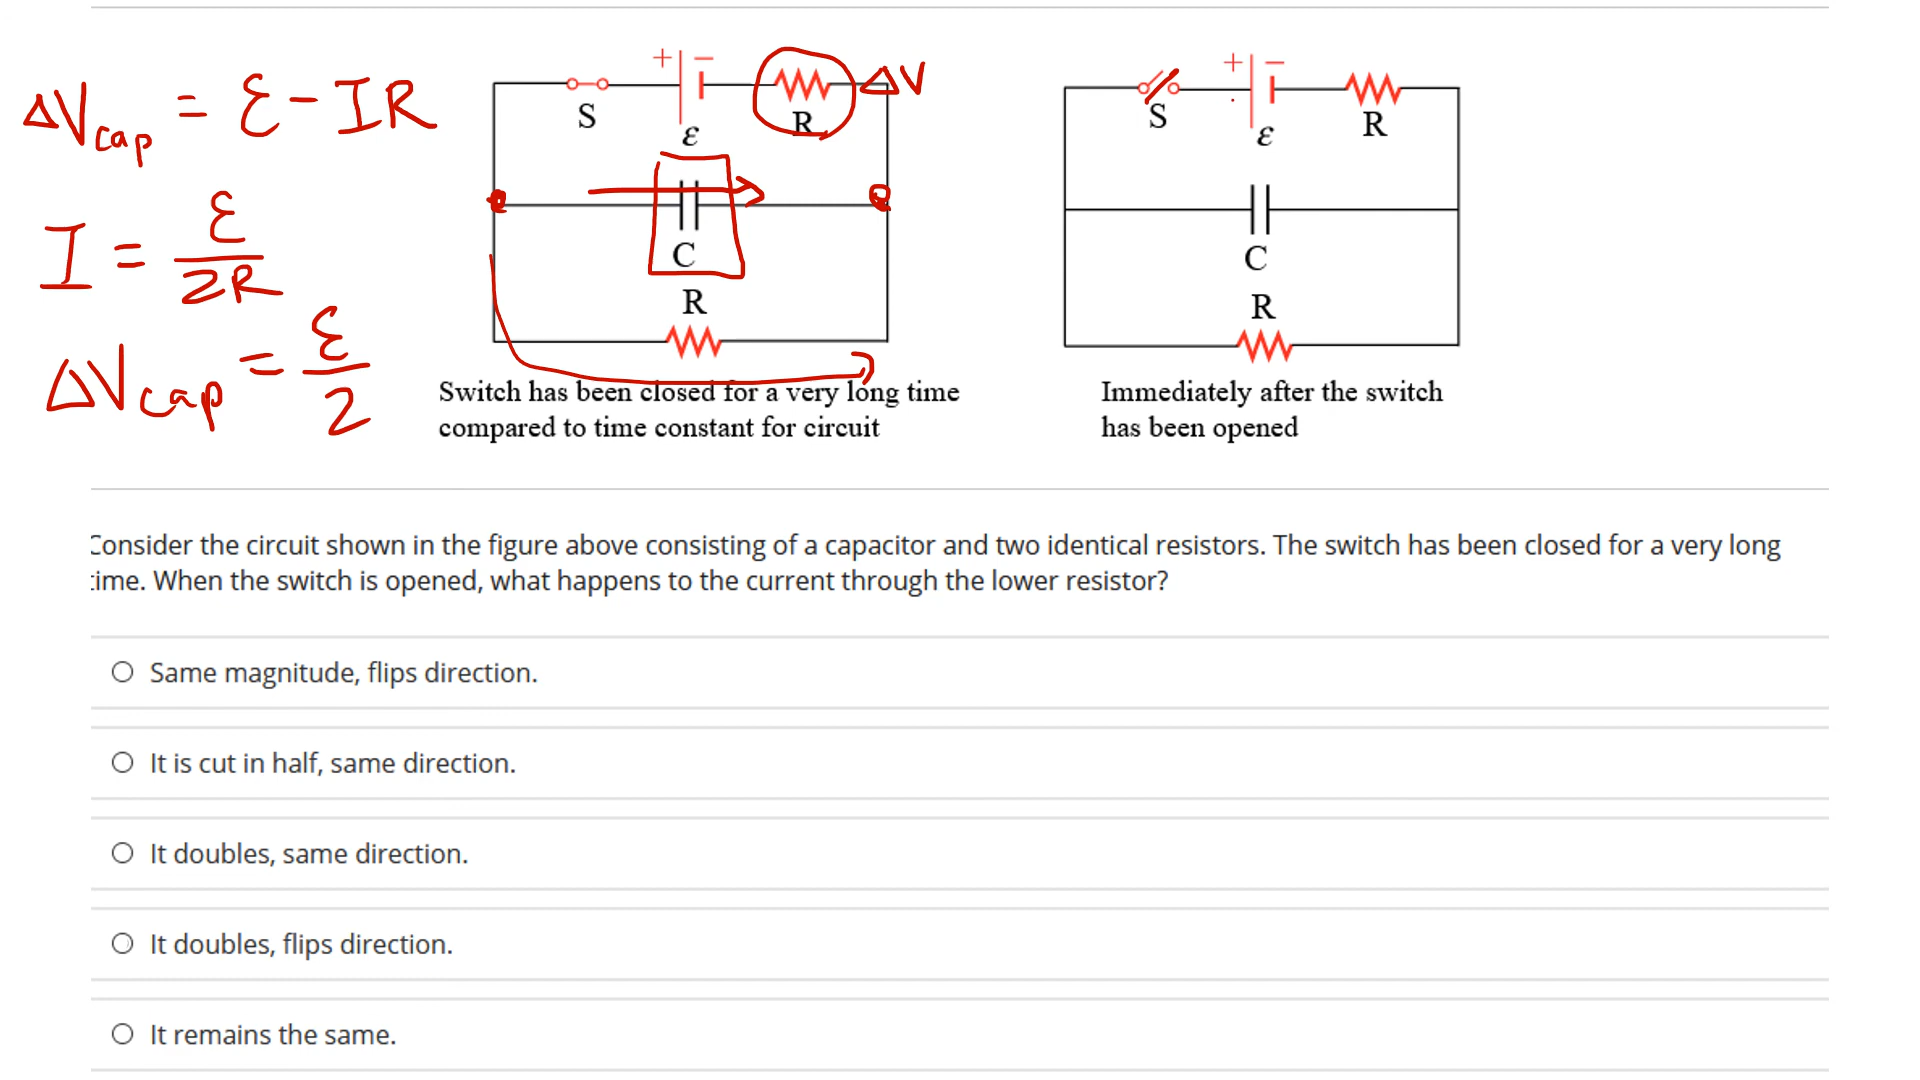 ΔVcap = ε - IR
I = ε/2R
ΔVcap = ε/2
+ −
ΔV
S
R
ε
C
R
Switch has been closed for a very long time
compared to time constant for circuit
+ −
S
R
ε
C
R
Immediately after the switch
has been opened
Consider the circuit shown in the figure above consisting of a capacitor and two identical resistors. The switch has been closed for a very long
time. When the switch is opened, what happens to the current through the lower resistor?
Same magnitude, flips direction.
It is cut in half, same direction.
It doubles, same direction.
It doubles, flips direction.
It remains the same.